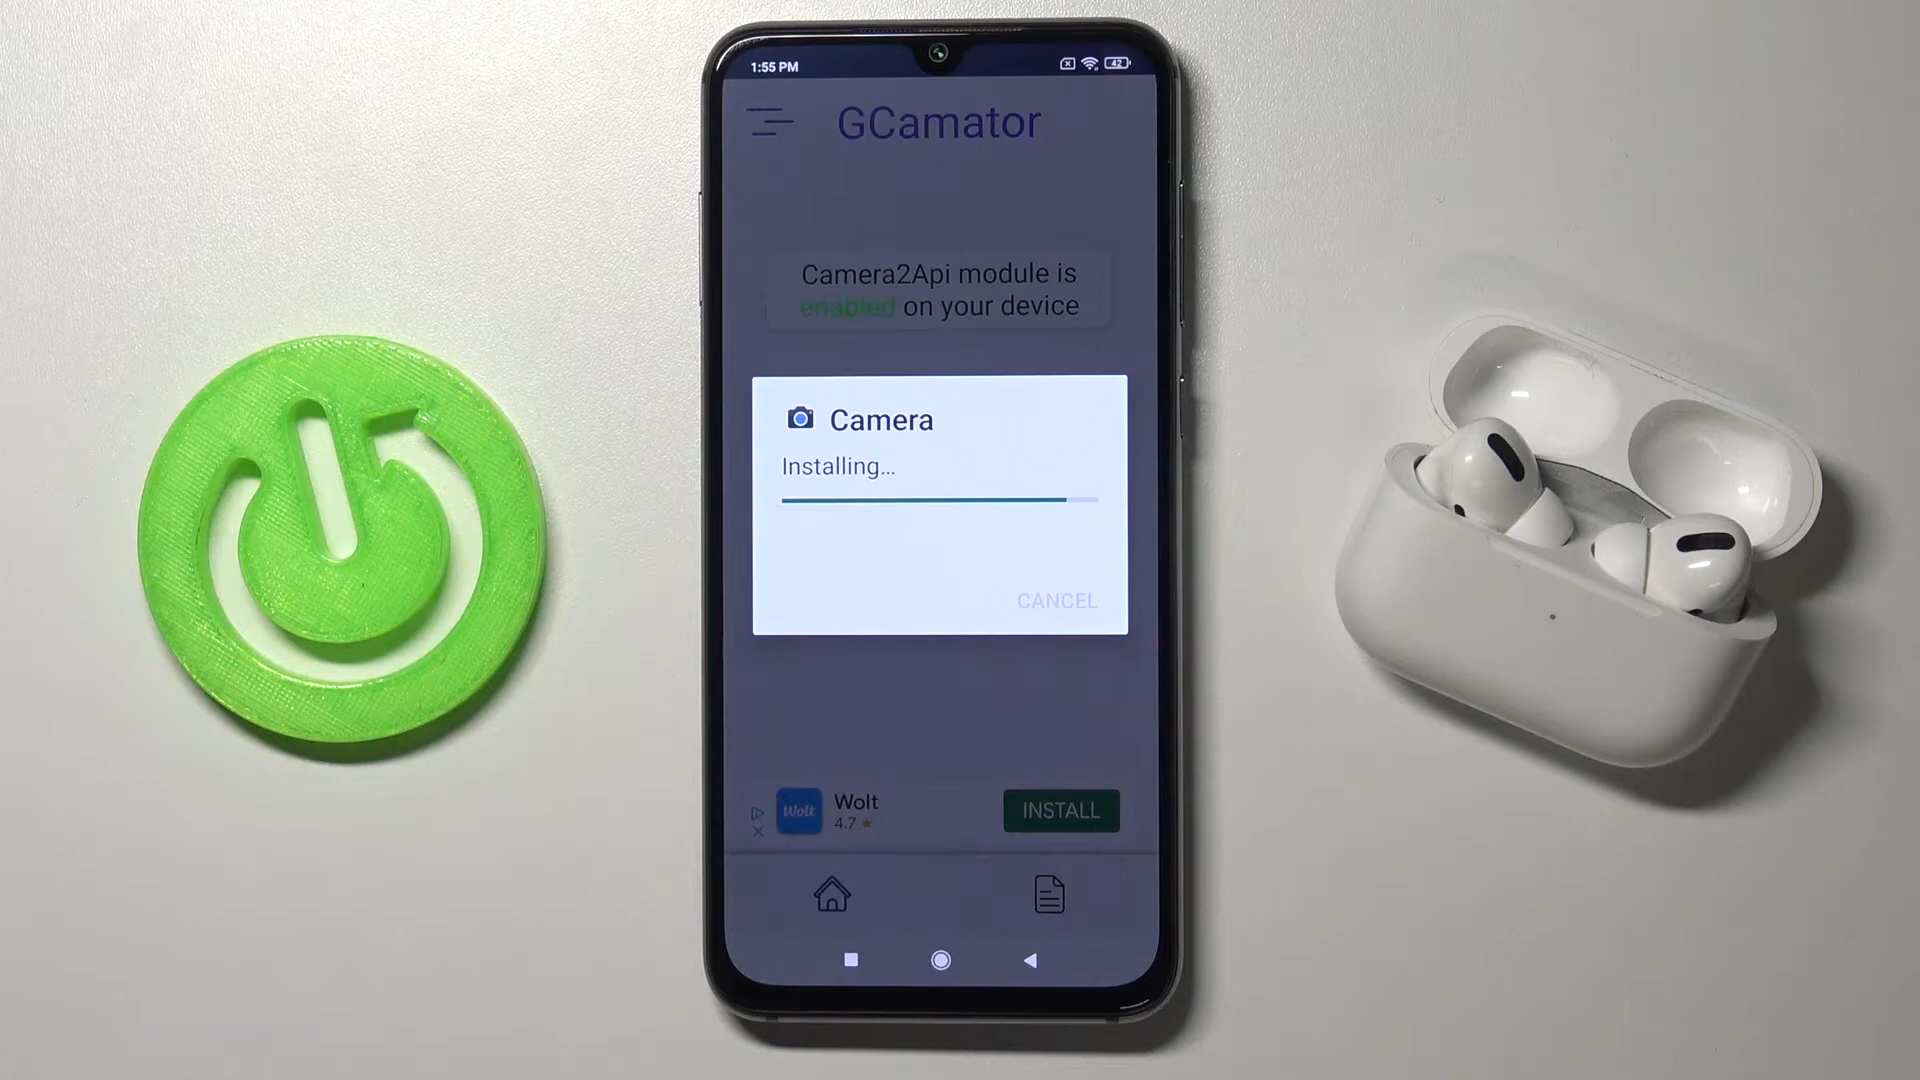 1:55 PM
42
GCamator
Camera2Api module is
enabled on your device
Camera
Installing...
CANCEL
Wolt
Wolt
4.7 ★
INSTALL